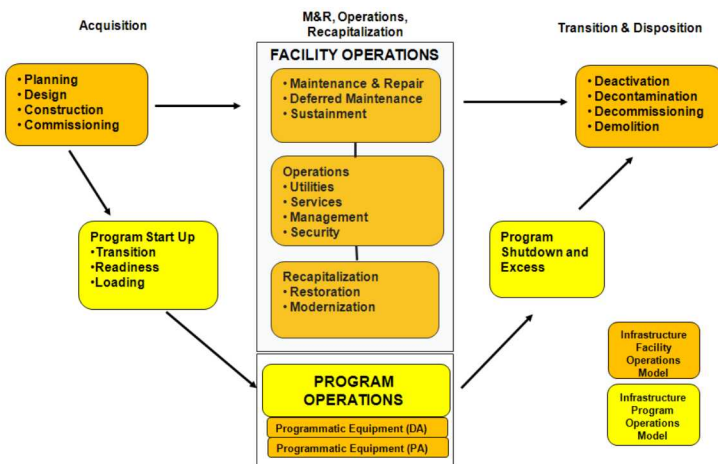 Acquisition
M&R, Operations,
Recapitalization
Transition & Disposition
FACILITY OPERATIONS
• Planning
• Design
• Construction
• Commissioning
• Maintenance & Repair
• Deferred Maintenance
• Sustainment
• Deactivation
• Decontamination
• Decommissioning
• Demolition
Operations
• Utilities
• Services
• Management
• Security
Program Start Up
•Transition
•Readiness
•Loading
Program
Shutdown and
Excess
Recapitalization
• Restoration
• Modernization
PROGRAM
OPERATIONS
Programmatic Equipment (DA)
Programmatic Equipment (PA)
Infrastructure
Facility
Operations
Model
Infrastructure
Program
Operations
Model